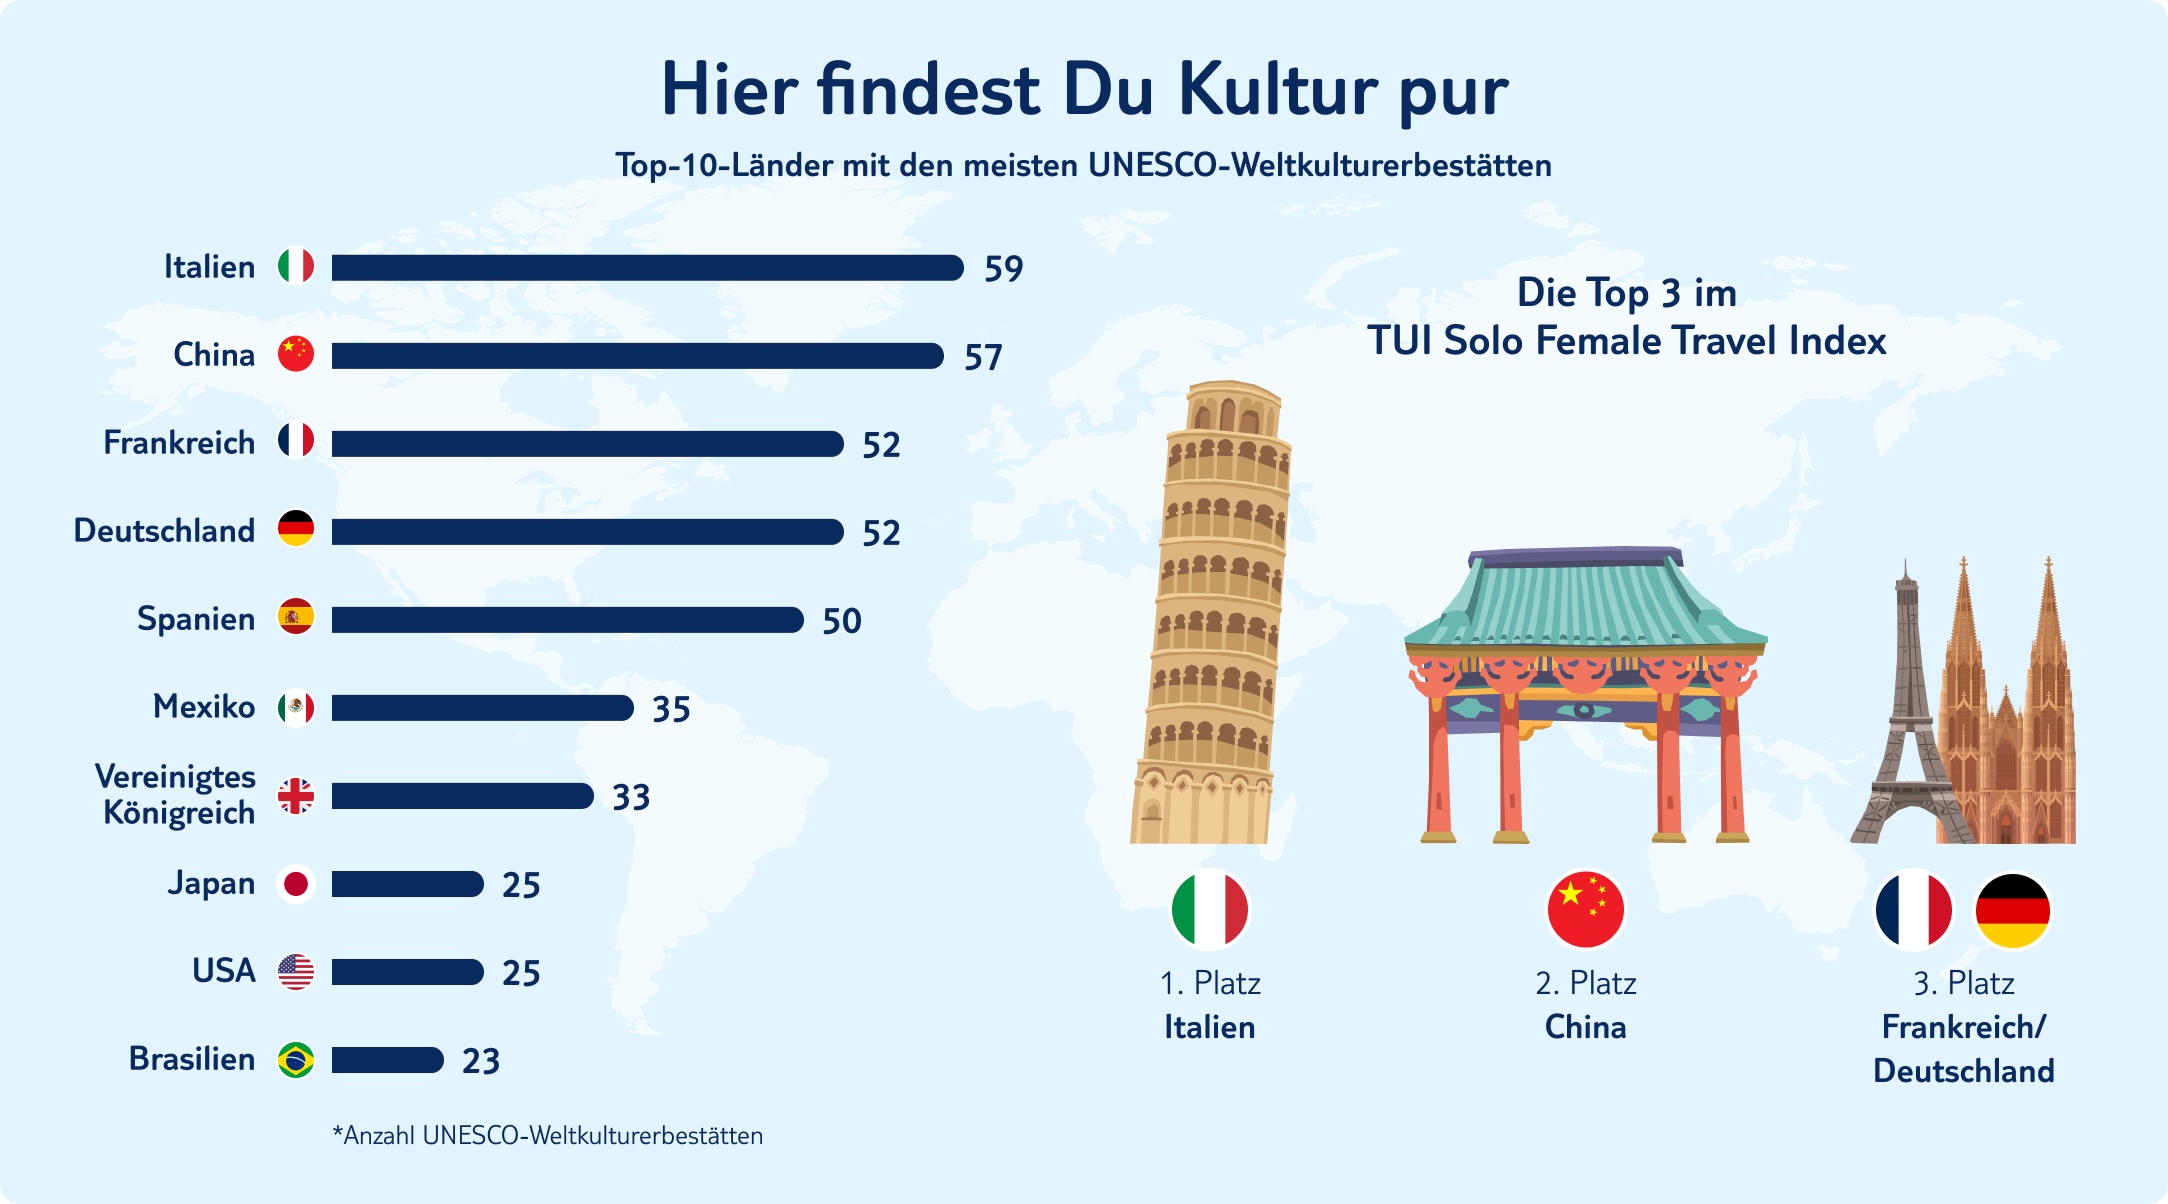 Hier findest Du Kultur pur
Top-10-Länder mit den meisten UNESCO-Weltkulturerbestätten
Italien 59
China 57
Frankreich 52
Deutschland 52
Spanien 50
Mexiko 35
Vereinigtes
Königreich 33
Japan 25
USA 25
Brasilien 23
*Anzahl UNESCO-Weltkulturerbestätten
Die Top 3 im
TUI Solo Female Travel Index
1. Platz
Italien
2. Platz
China
3. Platz
Frankreich/
Deutschland